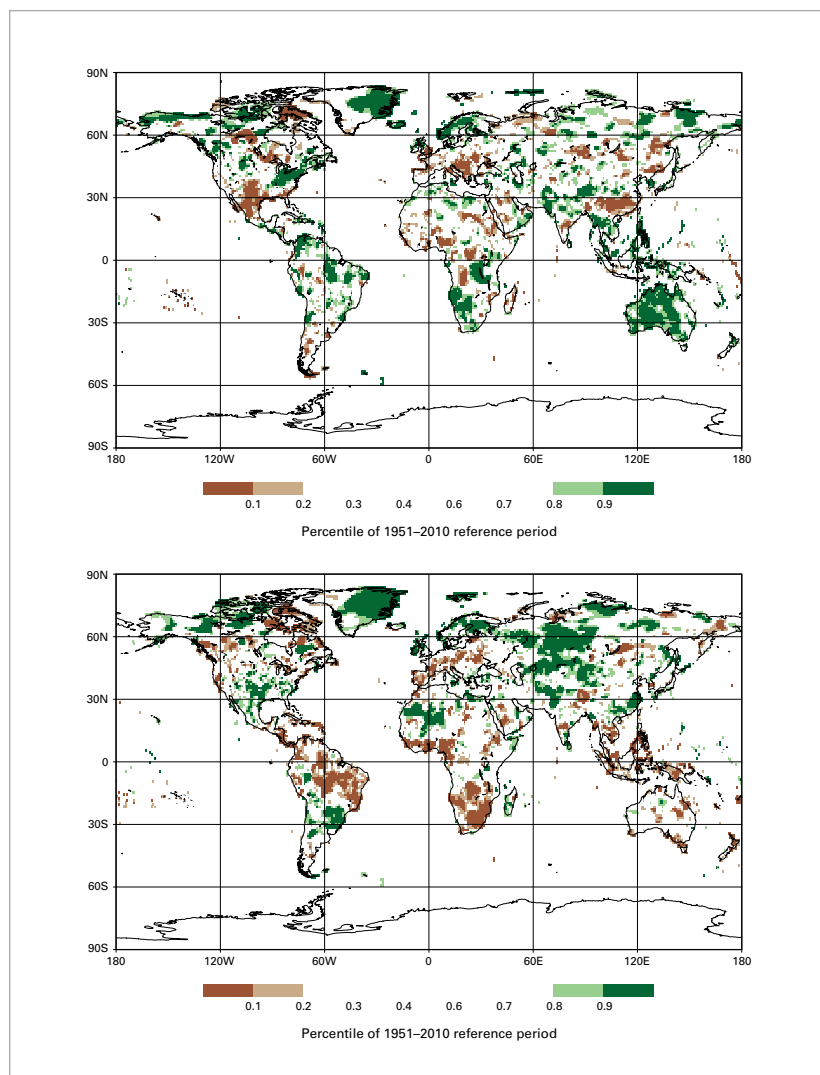 90N
60N
30N
0
30S
60S
90S
180 120W 60W 0 60E 120E 180
0.1 0.2 0.3 0.4 0.6 0.7 0.8 0.9
Percentile of 1951–2010 reference period
90N
60N
30N
0
30S
60S
90S
180 120W 60W 0 60E 120E 180
0.1 0.2 0.3 0.4 0.6 0.7 0.8 0.9
Percentile of 1951–2010 reference period